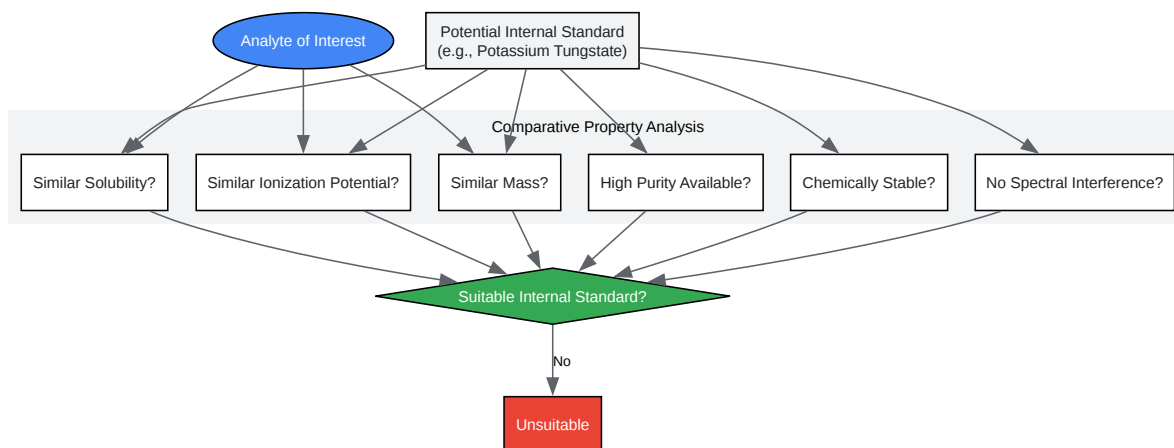 Analyte of Interest
Potential Internal Standard
(e.g., Potassium Tungstate)
Comparative Property Analysis
Similar Solubility?
Similar Ionization Potential?
Similar Mass?
High Purity Available?
Chemically Stable?
No Spectral Interference?
Suitable Internal Standard?
No
Unsuitable